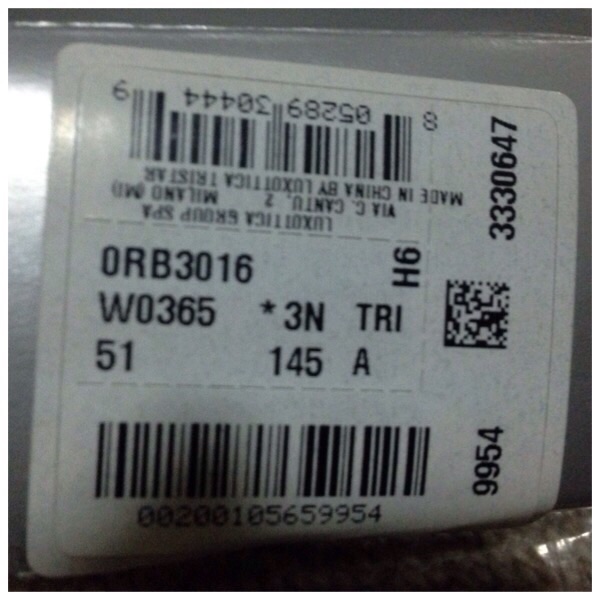 8 05289 30444 9
MADE IN CHINA BY LUXOTTICA TRISTAR
VIA C. CANTU, 2 MILANO (MI)
LUXOTTICA GROUP SPA
0RB3016
H6
W0365 *3N TRI
51 145 A
3330647
9954
00200105659954